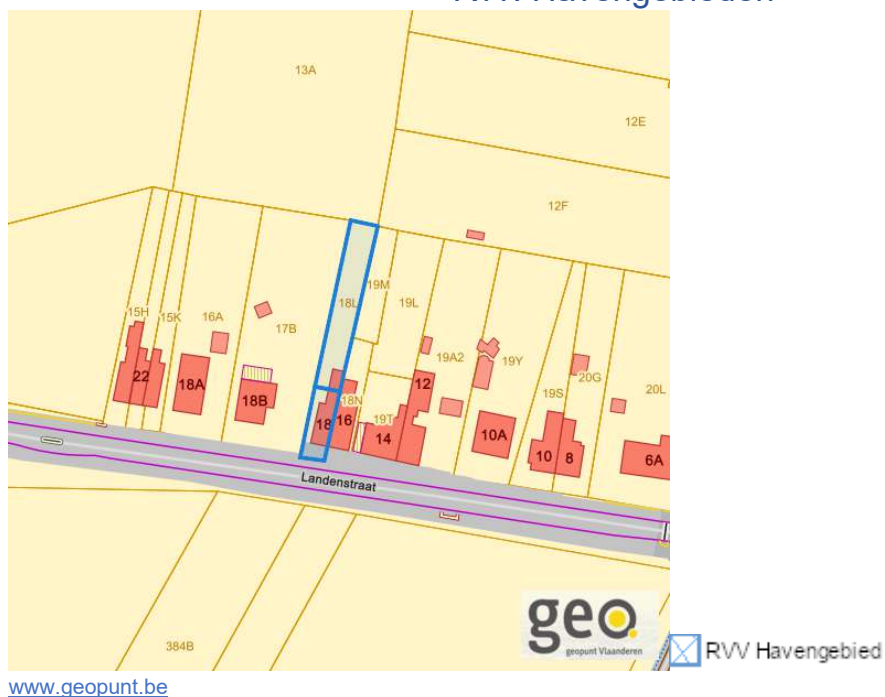 RVV Havengebieden
13A
12E
12F
19M
18L
19L
15H
15K
16A
17B
19A2
19Y
22
18A
18B
12
19S
20G
20L
18N
18
16
19T
14
10A
10
8
6A
Landenstraat
384B
geo
geopunt Vlaanderen
RVV Havengebied
www.geopunt.be